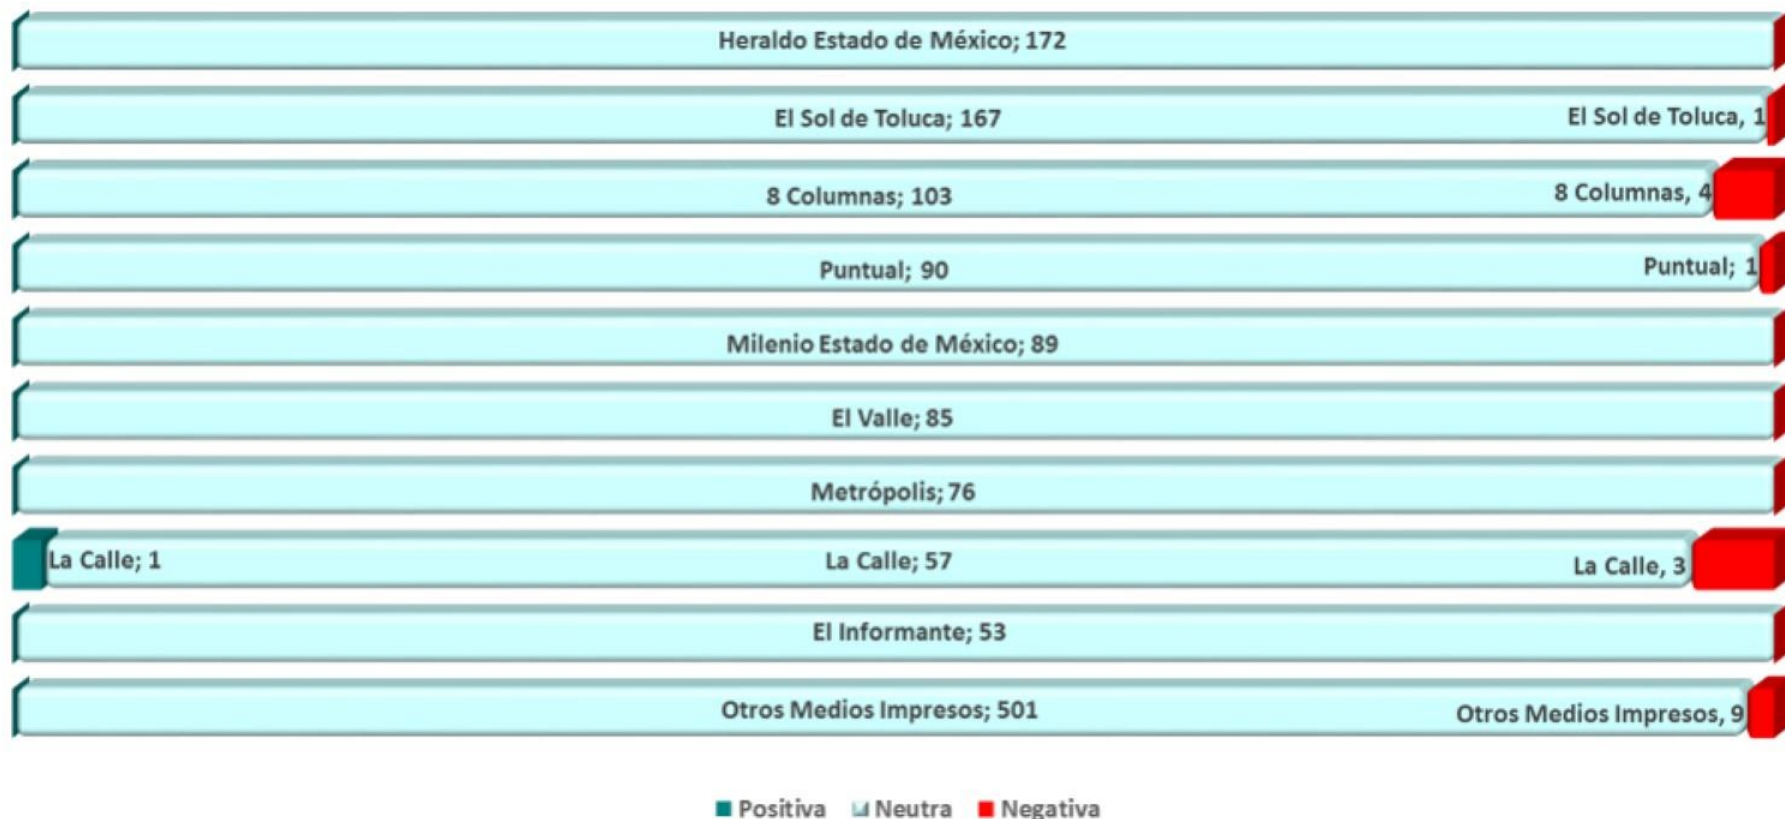 Heraldo Estado de México; 172
El Sol de Toluca; 167 El Sol de Toluca, 1
8 Columnas; 103 8 Columnas, 4
Puntual; 90 Puntual; 1
Milenio Estado de México; 89
El Valle; 85
Metrópolis; 76
La Calle; 1 La Calle; 57 La Calle, 3
El Informante; 53
Otros Medios Impresos; 501 Otros Medios Impresos, 9
Positiva Neutra Negativa